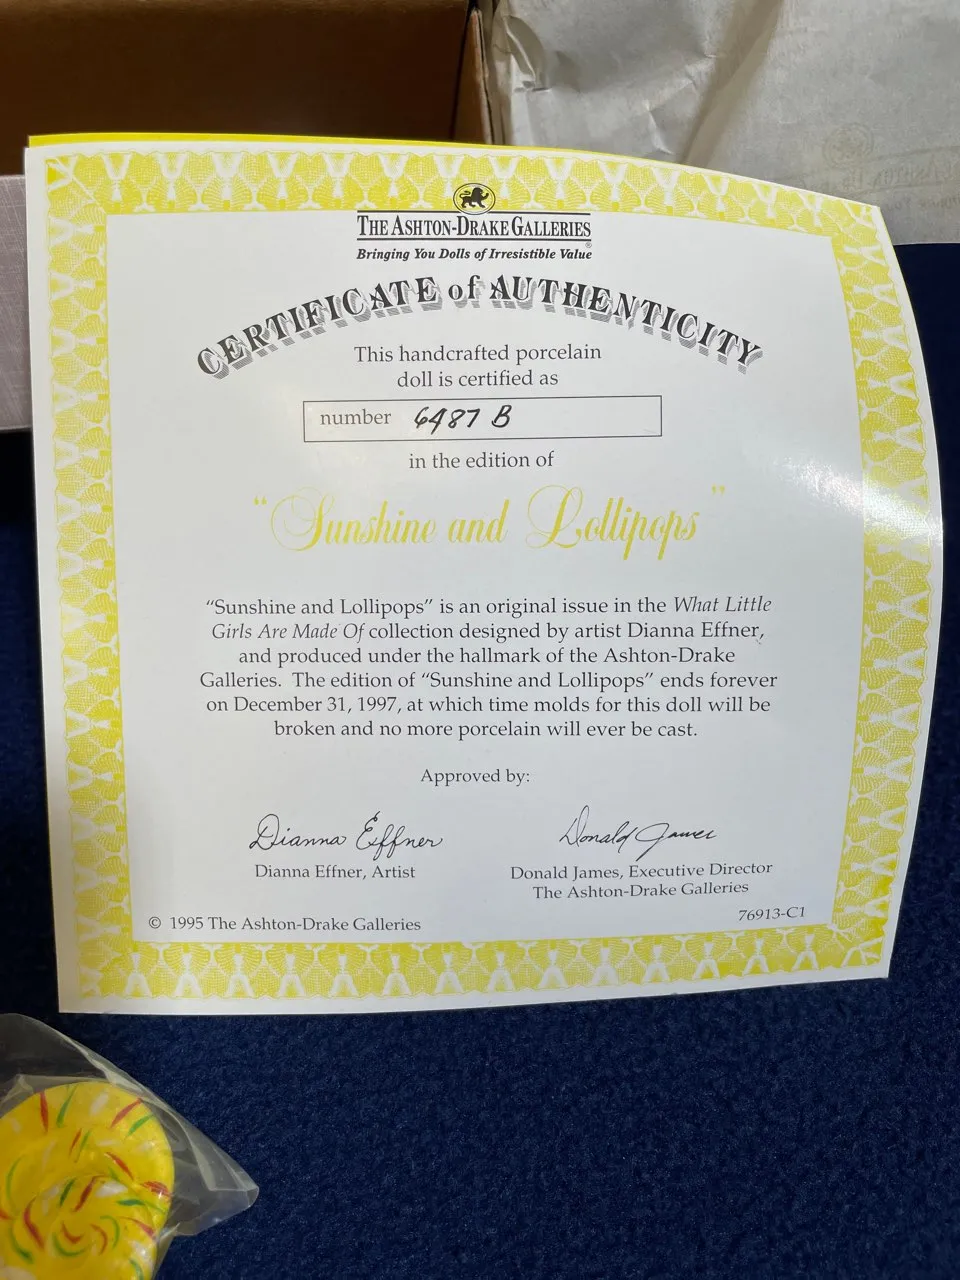 THE ASHTON-DRAKE GALLERIES
Bringing You Dolls of Irresistible Value®
CERTIFICATE of AUTHENTICITY
This handcrafted porcelain
doll is certified as
number 6487 B
in the edition of
“Sunshine and Lollipops”
“Sunshine and Lollipops” is an original issue in the What Little
Girls Are Made Of collection designed by artist Dianna Effner,
and produced under the hallmark of the Ashton-Drake
Galleries. The edition of “Sunshine and Lollipops” ends forever
on December 31, 1997, at which time molds for this doll will be
broken and no more porcelain will ever be cast.
Approved by:
Dianna Effner
Donald James
Dianna Effner, Artist
Donald James, Executive Director
The Ashton-Drake Galleries
© 1995 The Ashton-Drake Galleries
76913-C1